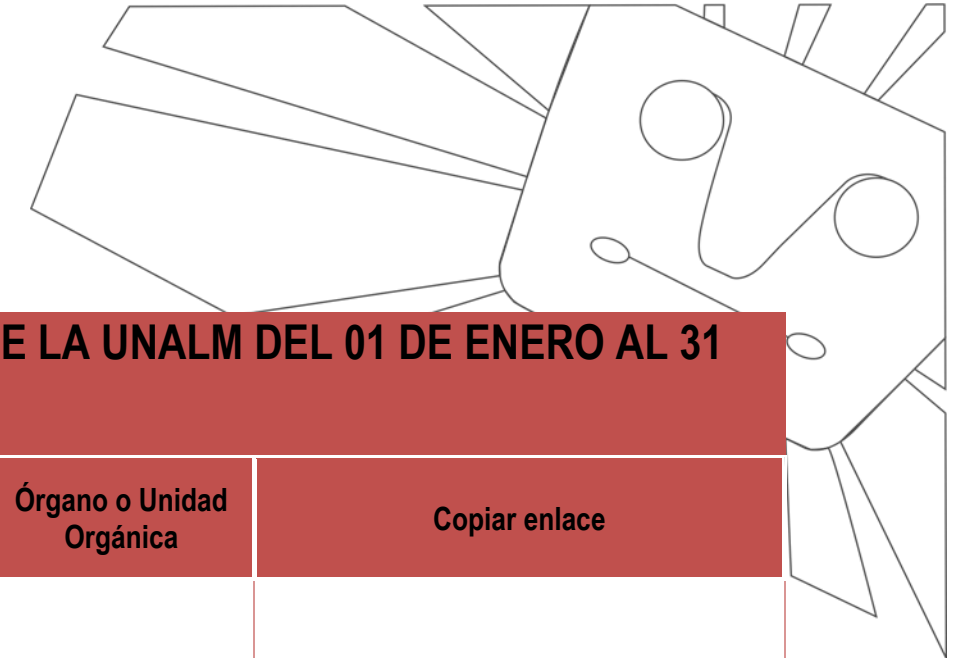 E LA UNALM DEL 01 DE ENERO AL 31
Órgano o Unidad
Orgánica
Copiar enlace